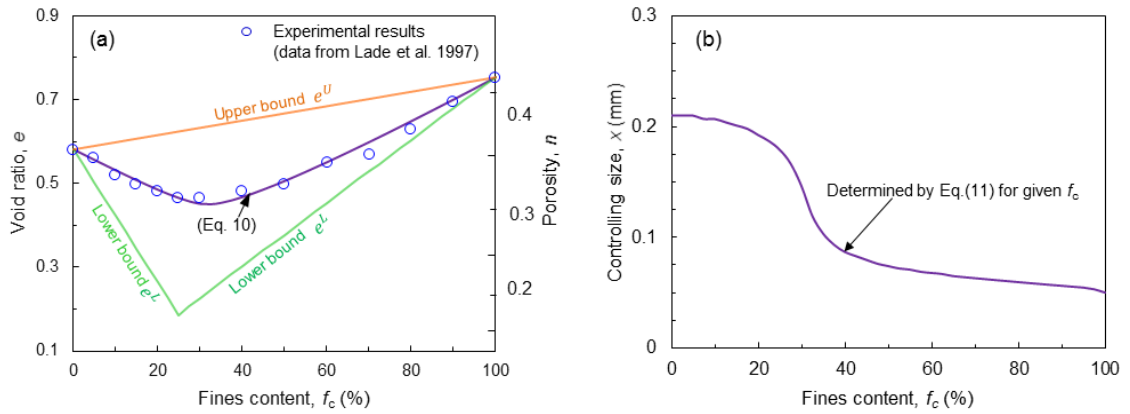 (a)
Experimental results
(data from Lade et al. 1997)
Upper bound e^U
(Eq. 10)
Lower bound e^L
Lower bound e^L
0.9
0.7
0.5
0.3
0.1
Void ratio, e
0.4
0.3
0.2
Porosity, n
0 20 40 60 80 100
Fines content, f_c (%)
(b)
Determined by Eq.(11) for given f_c
0.3
0.2
0.1
0
Controlling size, x (mm)
0 20 40 60 80 100
Fines content, f_c (%)